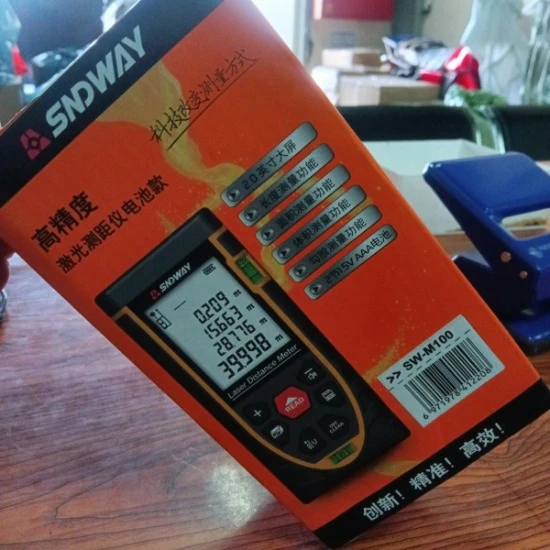 SNDWAY
科技改变测量方式
高精度
激光测距仪电池款
2.0英寸大屏
长度测量功能
面积测量功能
体积测量功能
勾股测量功能
2节1.5V AAA电池
SNDWAY
0.209 m
15.663 m
28.776 m
39.998 m
Laser Distance Meter
READ
>> SW-M100
6971976412208
创新！精准！高效！